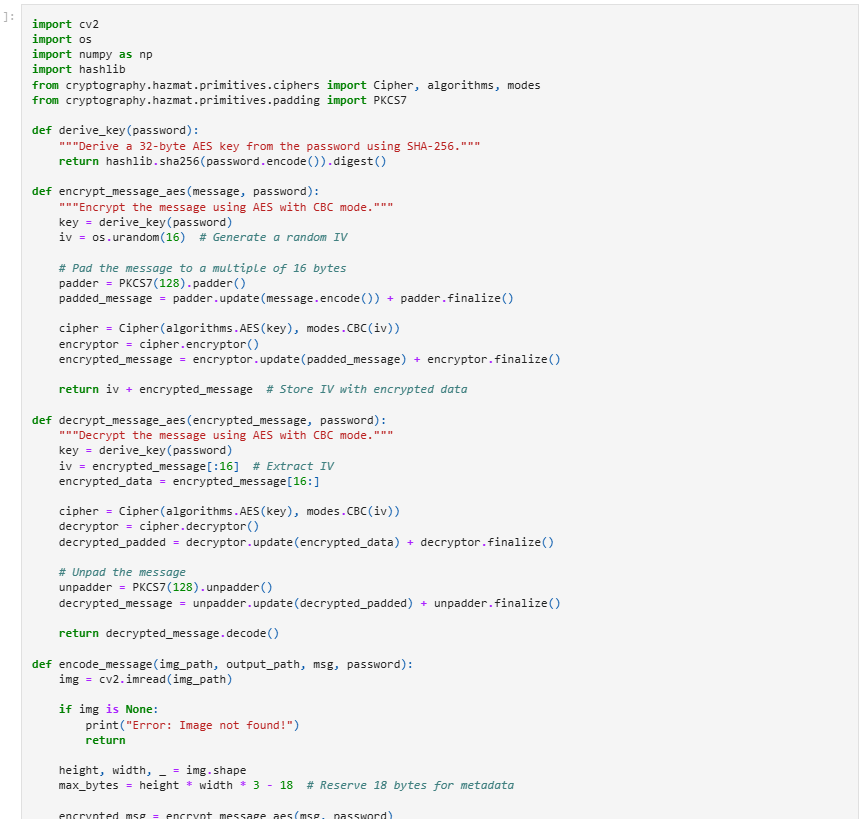 ]:
import cv2
import os
import numpy as np
import hashlib
from cryptography.hazmat.primitives.ciphers import Cipher, algorithms, modes
from cryptography.hazmat.primitives.padding import PKCS7

def derive_key(password):
    """Derive a 32-byte AES key from the password using SHA-256."""
    return hashlib.sha256(password.encode()).digest()

def encrypt_message_aes(message, password):
    """Encrypt the message using AES with CBC mode."""
    key = derive_key(password)
    iv = os.urandom(16)  # Generate a random IV

    # Pad the message to a multiple of 16 bytes
    padder = PKCS7(128).padder()
    padded_message = padder.update(message.encode()) + padder.finalize()

    cipher = Cipher(algorithms.AES(key), modes.CBC(iv))
    encryptor = cipher.encryptor()
    encrypted_message = encryptor.update(padded_message) + encryptor.finalize()

    return iv + encrypted_message  # Store IV with encrypted data

def decrypt_message_aes(encrypted_message, password):
    """Decrypt the message using AES with CBC mode."""
    key = derive_key(password)
    iv = encrypted_message[:16]  # Extract IV
    encrypted_data = encrypted_message[16:]

    cipher = Cipher(algorithms.AES(key), modes.CBC(iv))
    decryptor = cipher.decryptor()
    decrypted_padded = decryptor.update(encrypted_data) + decryptor.finalize()

    # Unpad the message
    unpadder = PKCS7(128).unpadder()
    decrypted_message = unpadder.update(decrypted_padded) + unpadder.finalize()

    return decrypted_message.decode()

def encode_message(img_path, output_path, msg, password):
    img = cv2.imread(img_path)

    if img is None:
        print("Error: Image not found!")
        return

    height, width, _ = img.shape
    max_bytes = height * width * 3 - 18  # Reserve 18 bytes for metadata

    encrypted_msg = encrypt_message_aes(msg, password)